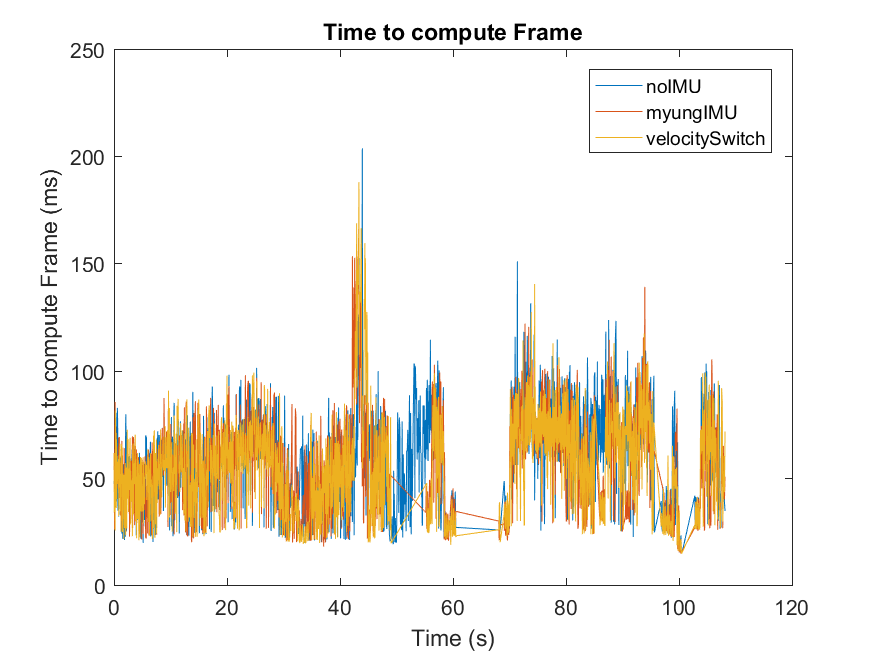 Time to compute Frame
250
200
150
100
50
0
Time to compute Frame (ms)
noIMU
myungIMU
velocitySwitch
0 20 40 60 80 100 120
Time (s)